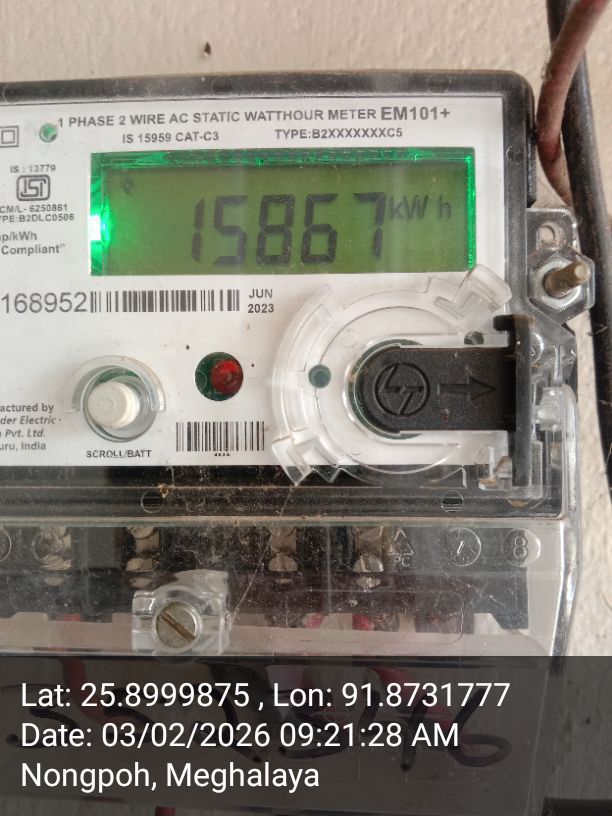 1 PHASE 2 WIRE AC STATIC WATTHOUR METER EM101+
IS 15959 CAT-C3 TYPE:B2XXXXXXXC5
IS : 13779
ISI
CM/L- 6250861
YPE:B2DLC0506
p/kWh
Compliant"
15867 kWh
168952
JUN
2023
actured by
der Electric
Pvt. Ltd.
uru, India
SCROLL/BATT
Lat: 25.8999875 , Lon: 91.8731777
Date: 03/02/2026 09:21:28 AM
Nongpoh, Meghalaya